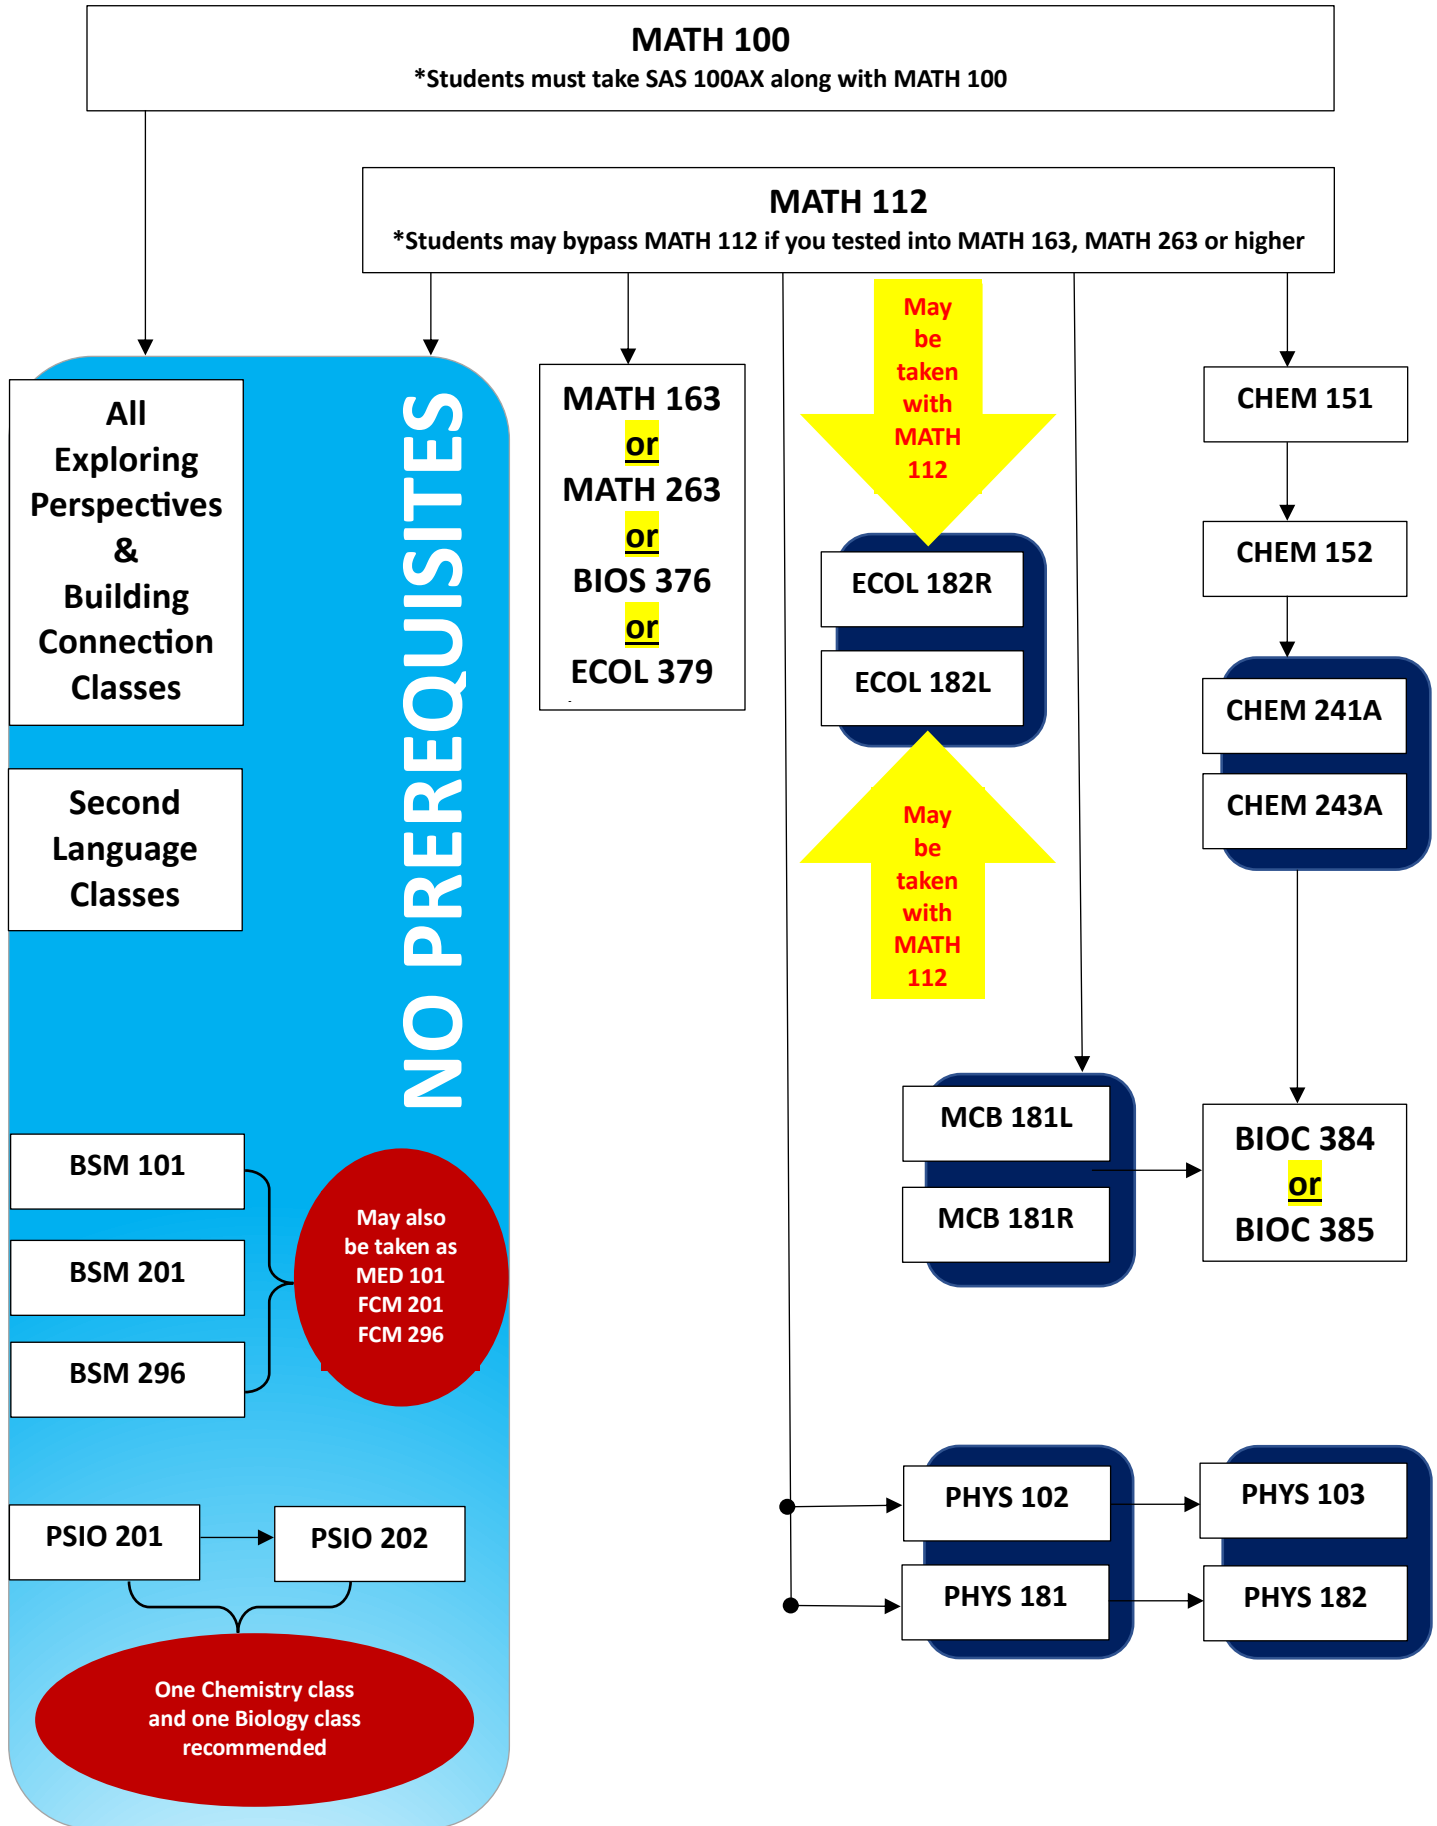 MATH 100
*Students must take SAS 100AX along with MATH 100
MATH 112
*Students may bypass MATH 112 if you tested into MATH 163, MATH 263 or higher
NO PREREQUISITES
All
Exploring
Perspectives
&
Building
Connection
Classes
Second
Language
Classes
BSM 101
BSM 201
BSM 296
May also
be taken as
MED 101
FCM 201
FCM 296
PSIO 201
PSIO 202
One Chemistry class
and one Biology class
recommended
MATH 163
or
MATH 263
or
BIOS 376
or
ECOL 379
May
be
taken
with
MATH
112
ECOL 182R
ECOL 182L
May
be
taken
with
MATH
112
CHEM 151
CHEM 152
CHEM 241A
CHEM 243A
MCB 181L
MCB 181R
BIOC 384
or
BIOC 385
PHYS 102
PHYS 103
PHYS 181
PHYS 182